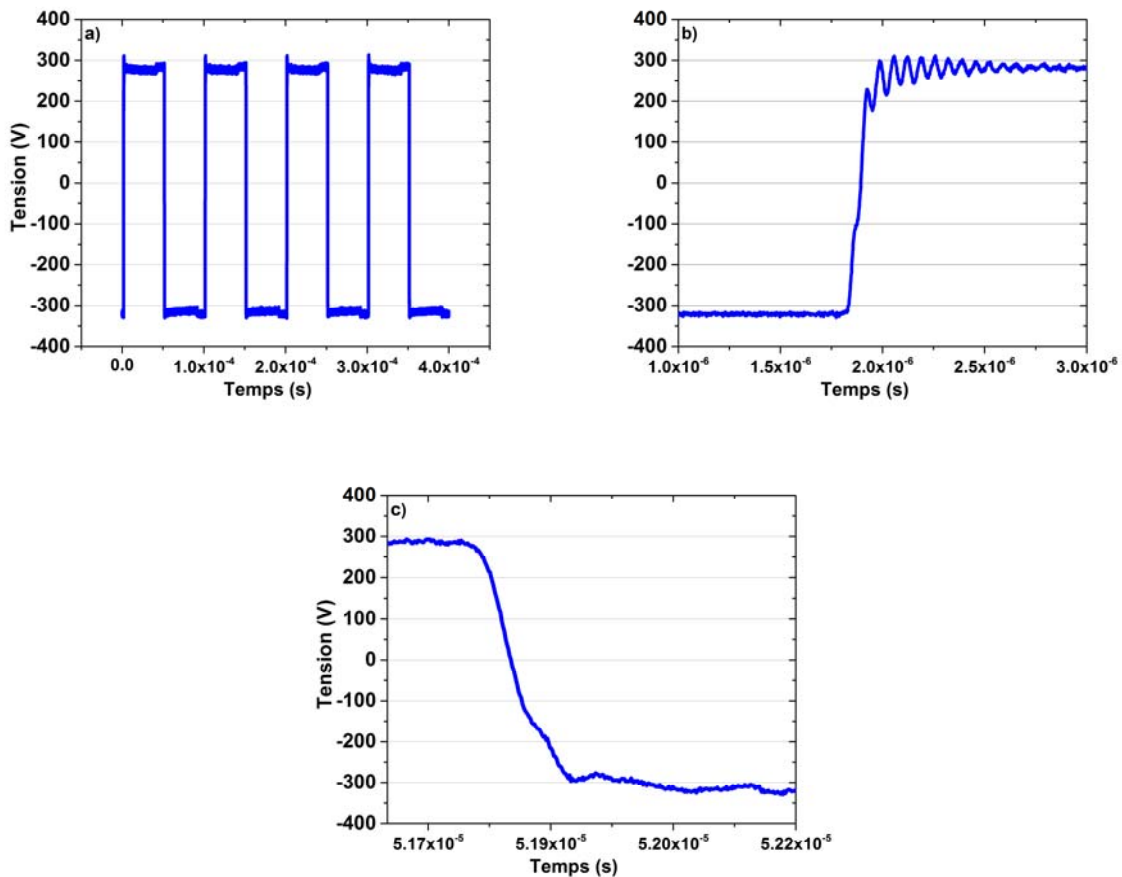 a)
400
300
200
100
0
-100
-200
-300
-400
Tension (V)
0.0 1.0x10⁻⁴ 2.0x10⁻⁴ 3.0x10⁻⁴ 4.0x10⁻⁴
Temps (s)
b)
400
300
200
100
0
-100
-200
-300
-400
Tension (V)
1.0x10⁻⁶ 1.5x10⁻⁶ 2.0x10⁻⁶ 2.5x10⁻⁶ 3.0x10⁻⁶
Temps (s)
c)
400
300
200
100
0
-100
-200
-300
-400
Tension (V)
5.17x10⁻⁵ 5.19x10⁻⁵ 5.20x10⁻⁵ 5.22x10⁻⁵
Temps (s)